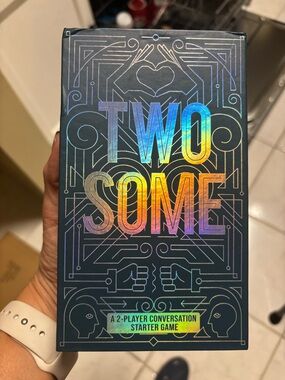 TWO
SOME
A 2-PLAYER CONVERSATION
STARTER GAME